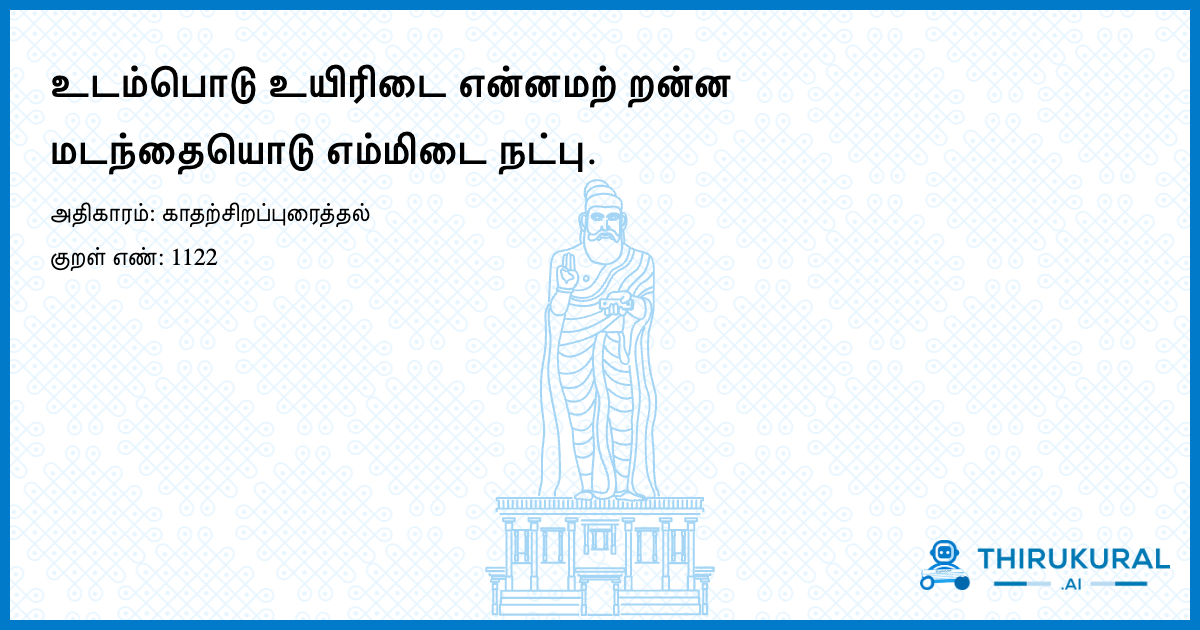 உடம்பொடு உயிரிடை என்னமற் றன்ன
மடந்தையொடு எம்மிடை நட்பு.
அதிகாரம்: காதற்சிறப்புரைத்தல்
குறள் எண்: 1122
THIRUKURAL
.AI